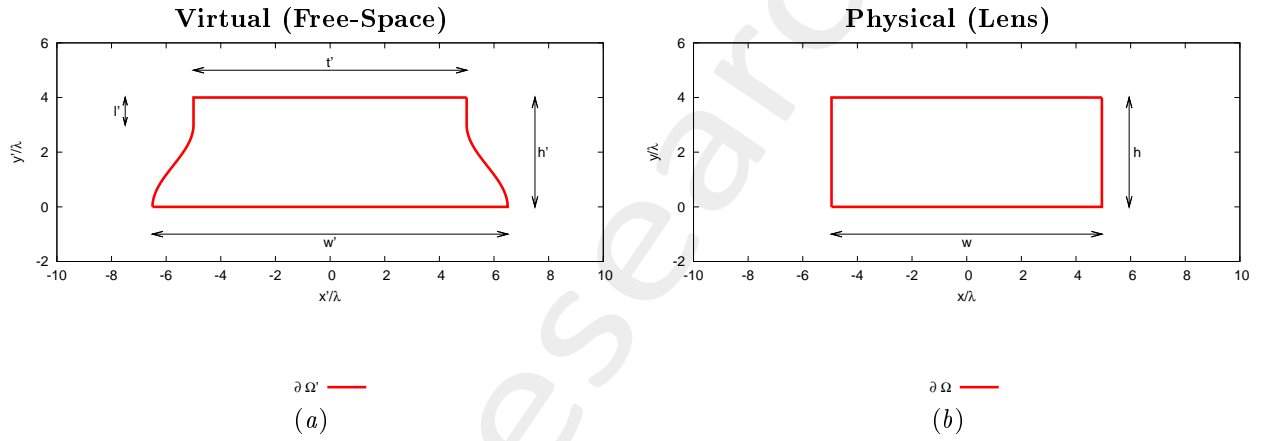 Virtual (Free-Space)
6
4
2
0
-2
-10
-8
-6
-4
-2
0
2
4
6
8
10
y'/λ
x'/λ
t'
l'
h'
w'
∂ Ω'
(a)
Physical (Lens)
6
4
2
0
-2
-10
-8
-6
-4
-2
0
2
4
6
8
10
y/λ
x/λ
h
w
∂ Ω
(b)